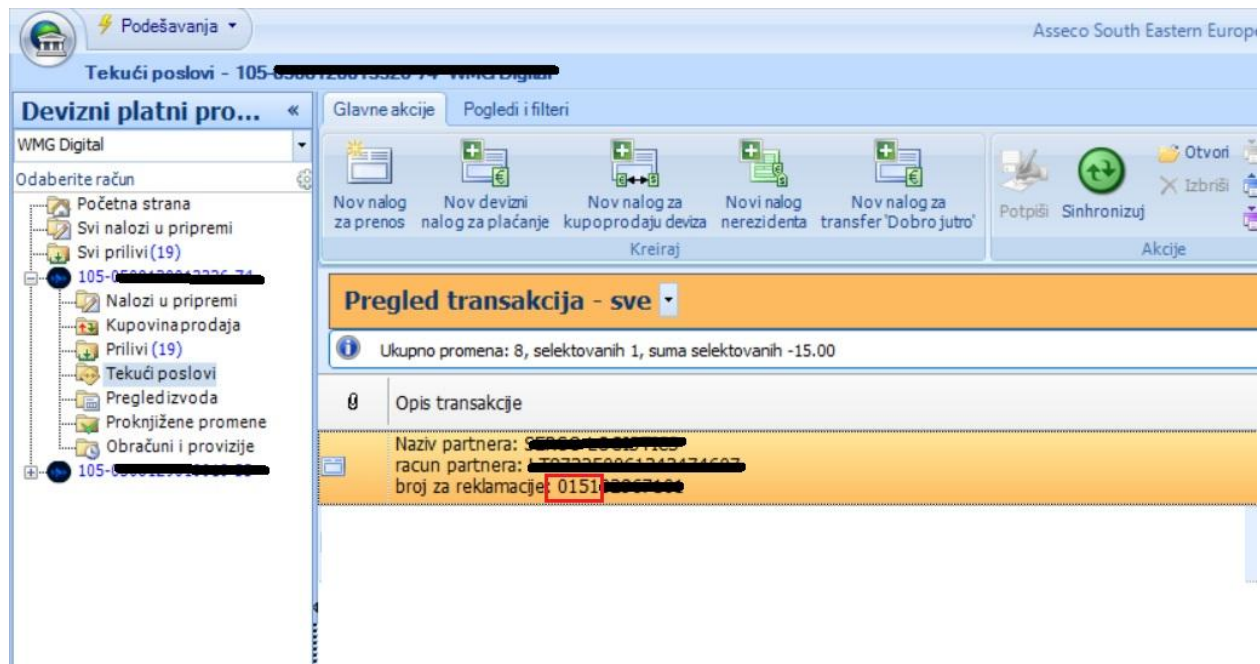 Podešavanja
Asseco South Eastern Europe
Tekući poslovi - 105-
Devizni platni pro... «
WMG Digital
Odaberite račun
Početna strana
Svi nalozi u pripremi
Svi prilivi (19)
105-0
Nalozi u pripremi
Kupovinaprodaja
Prilivi (19)
Tekući poslovi
Pregledizvoda
Proknjižene promene
Obračuni i provizije
105-
Glavne akcije
Pogledi i filteri
Nov nalog
za prenos
Nov devizni
nalog za plaćanje
Nov nalog za
kupoprodaju deviza
Novi nalog
nerezidenta
Nov nalog za
transfer 'Dobro jutro'
Kreiraj
Potpiši
Sinhronizuj
Otvori
Izbriši
Akcije
Pregled transakcija - sve
Ukupno promena: 8, selektovanih 1, suma selektovanih -15.00
Opis transakcije
Naziv partnera:
racun partnera:
broj za reklamacije: 0151